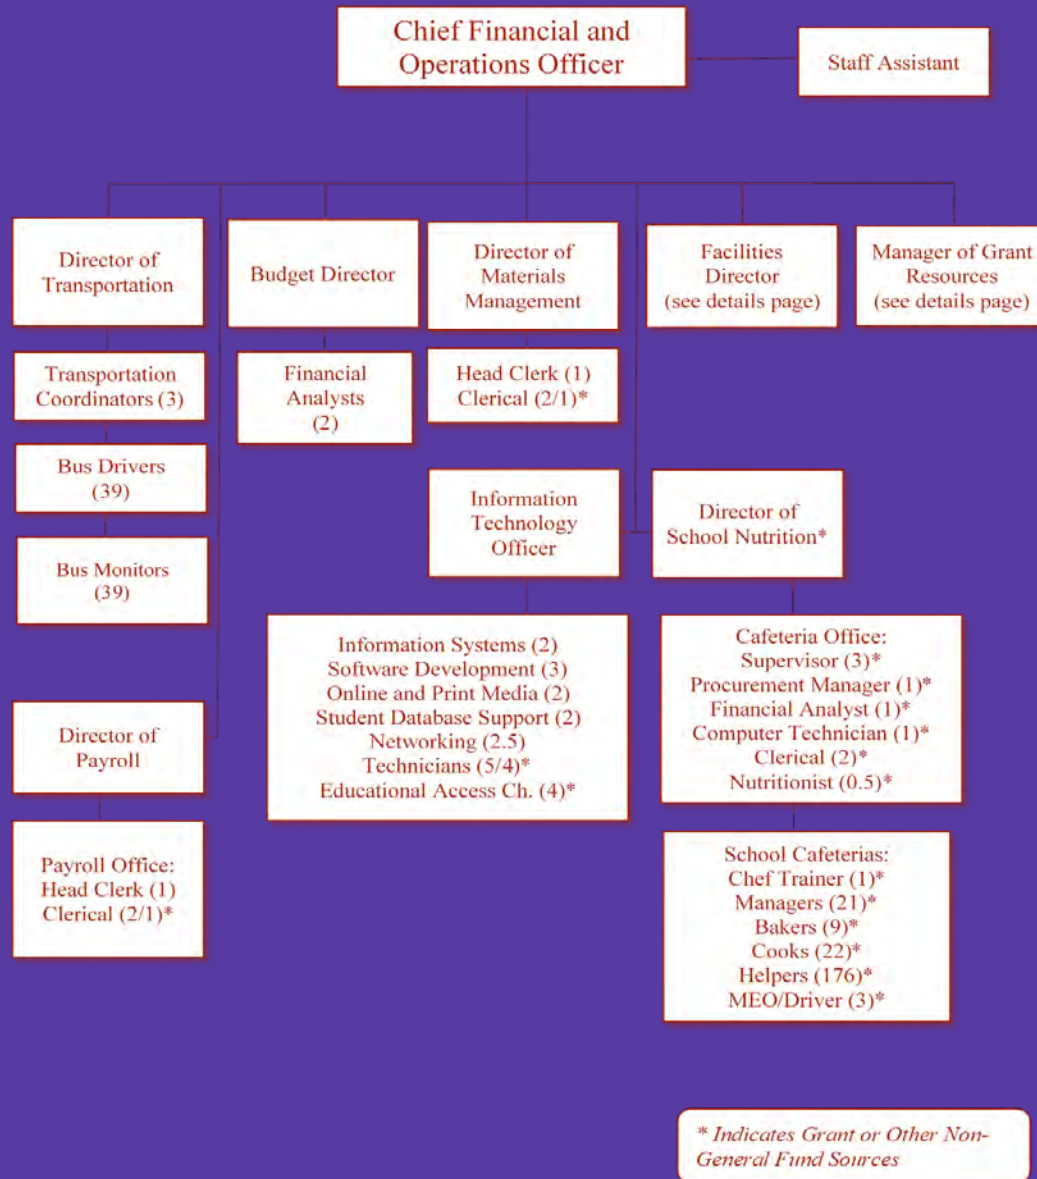 Chief Financial and
Operations Officer
Staff Assistant
Director of
Transportation
Budget Director
Director of
Materials
Management
Facilities
Director
(see details page)
Manager of Grant
Resources
(see details page)
Transportation
Coordinators (3)
Financial
Analysts
(2)
Head Clerk (1)
Clerical (2/1)*
Bus Drivers
(39)
Information
Technology
Officer
Director of
School Nutrition*
Bus Monitors
(39)
Information Systems (2)
Software Development (3)
Online and Print Media (2)
Student Database Support (2)
Networking (2.5)
Technicians (5/4)*
Educational Access Ch. (4)*
Cafeteria Office:
Supervisor (3)*
Procurement Manager (1)*
Financial Analyst (1)*
Computer Technician (1)*
Clerical (2)*
Nutritionist (0.5)*
Director of
Payroll
Payroll Office:
Head Clerk (1)
Clerical (2/1)*
School Cafeterias:
Chef Trainer (1)*
Managers (21)*
Bakers (9)*
Cooks (22)*
Helpers (176)*
MEO/Driver (3)*
* Indicates Grant or Other Non-
General Fund Sources